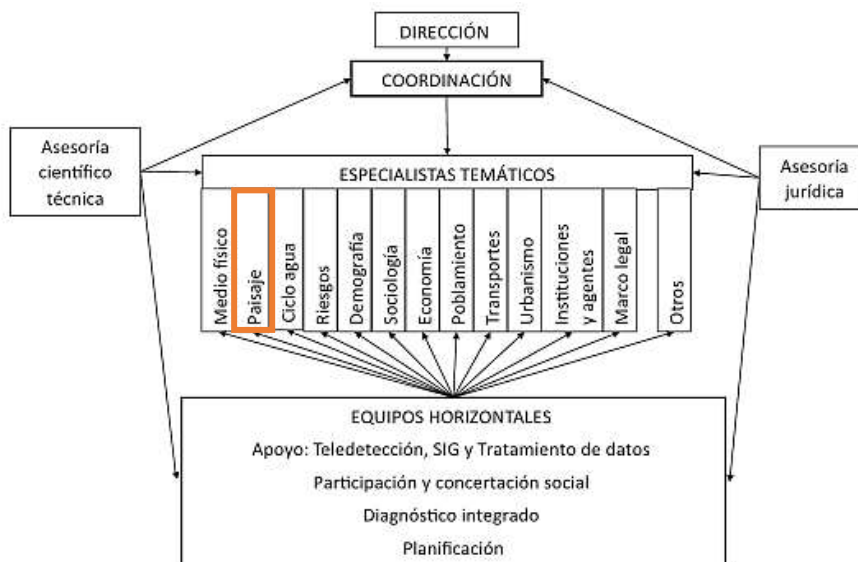 DIRECCIÓN
COORDINACIÓN
Asesoría
científico
técnica
ESPECIALISTAS TEMÁTICOS
Asesoría
jurídica
Medio físico
Paisaje
Ciclo agua
Riesgos
Demografía
Sociología
Economía
Poblamiento
Transportes
Urbanismo
Instituciones
y agentes
Marco legal
Otros
EQUIPOS HORIZONTALES
Apoyo: Teledetección, SIG y Tratamiento de datos
Participación y concertación social
Diagnóstico integrado
Planificación